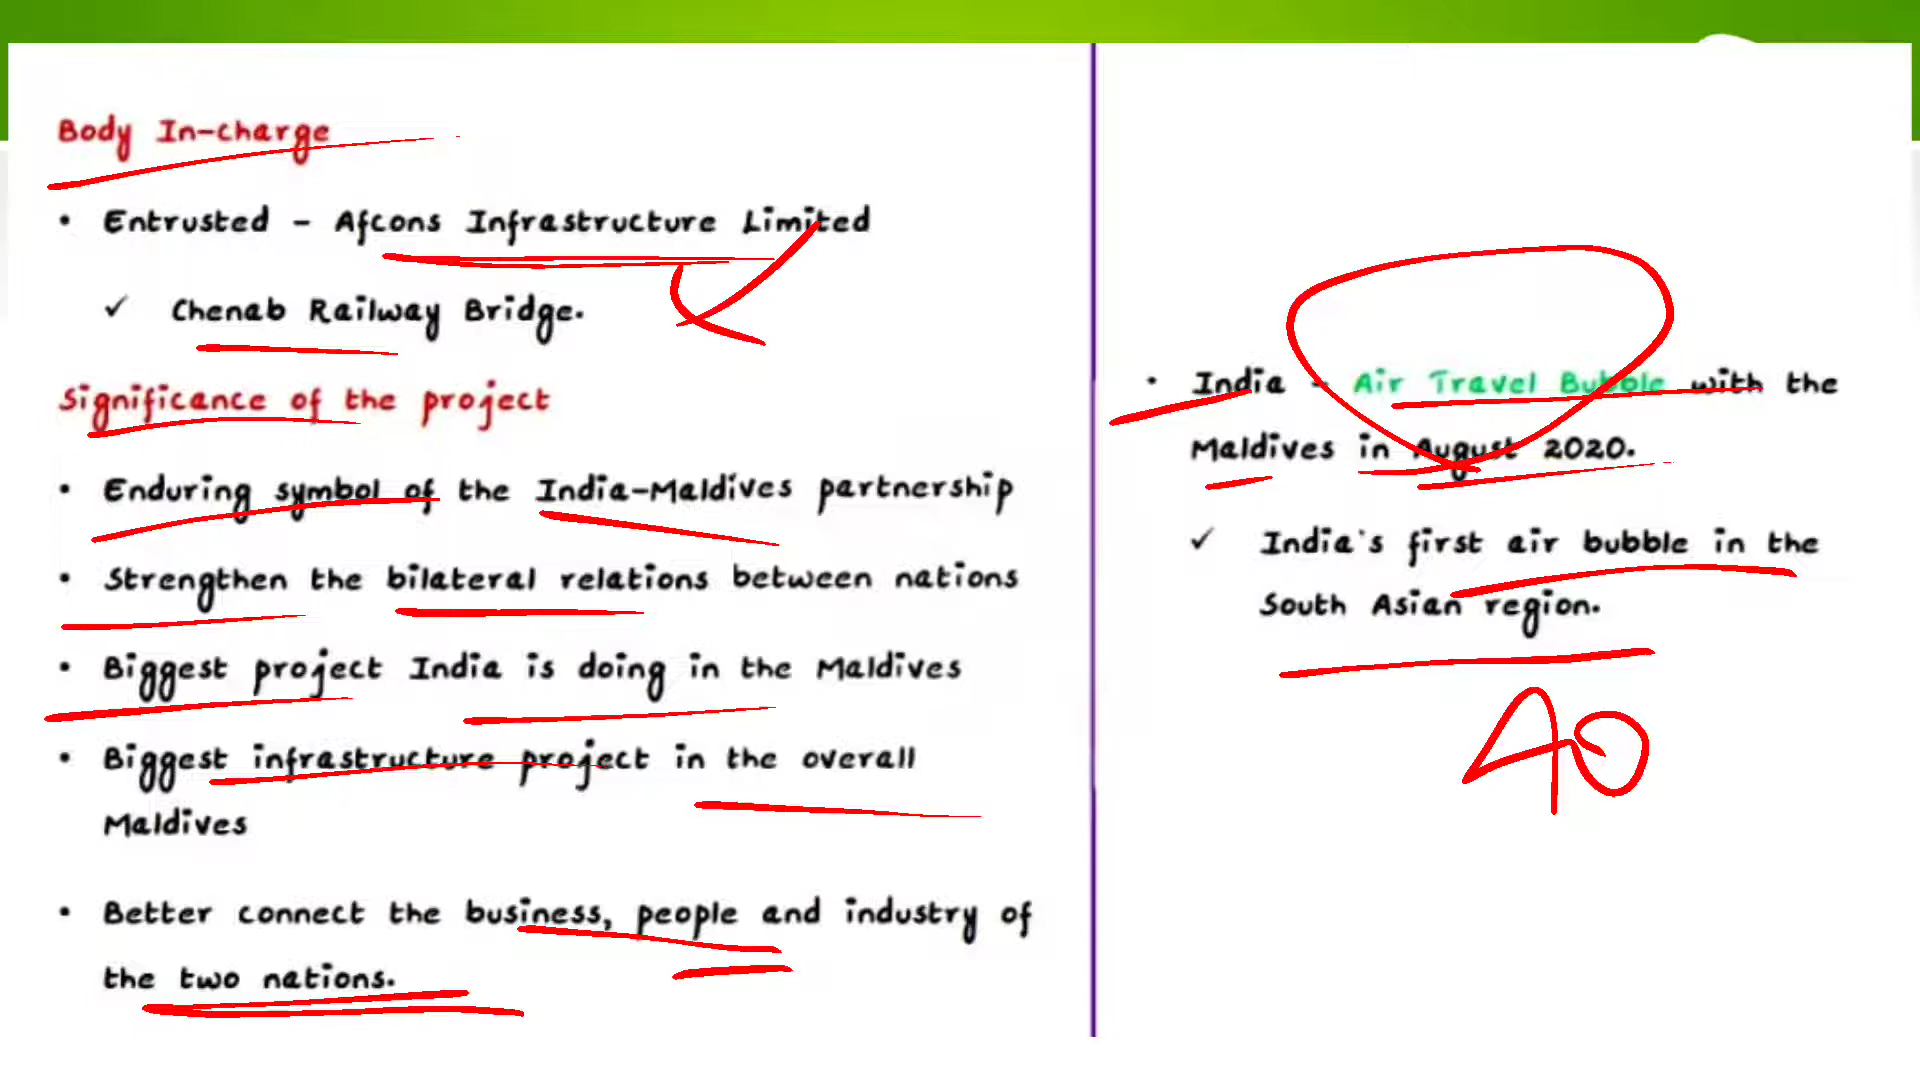 Body In-charge
• Entrusted - Afcons Infrastructure Limited
✓ Chenab Railway Bridge.
Significance of the project
• Enduring symbol of the India-Maldives partnership
• Strengthen the bilateral relations between nations
• Biggest project India is doing in the Maldives
• Biggest infrastructure project in the overall
Maldives
• Better connect the business, people and industry of
the two nations.
• India - Air Travel Bubble with the
Maldives in August 2020.
✓ India's first air bubble in the
South Asian region.
40